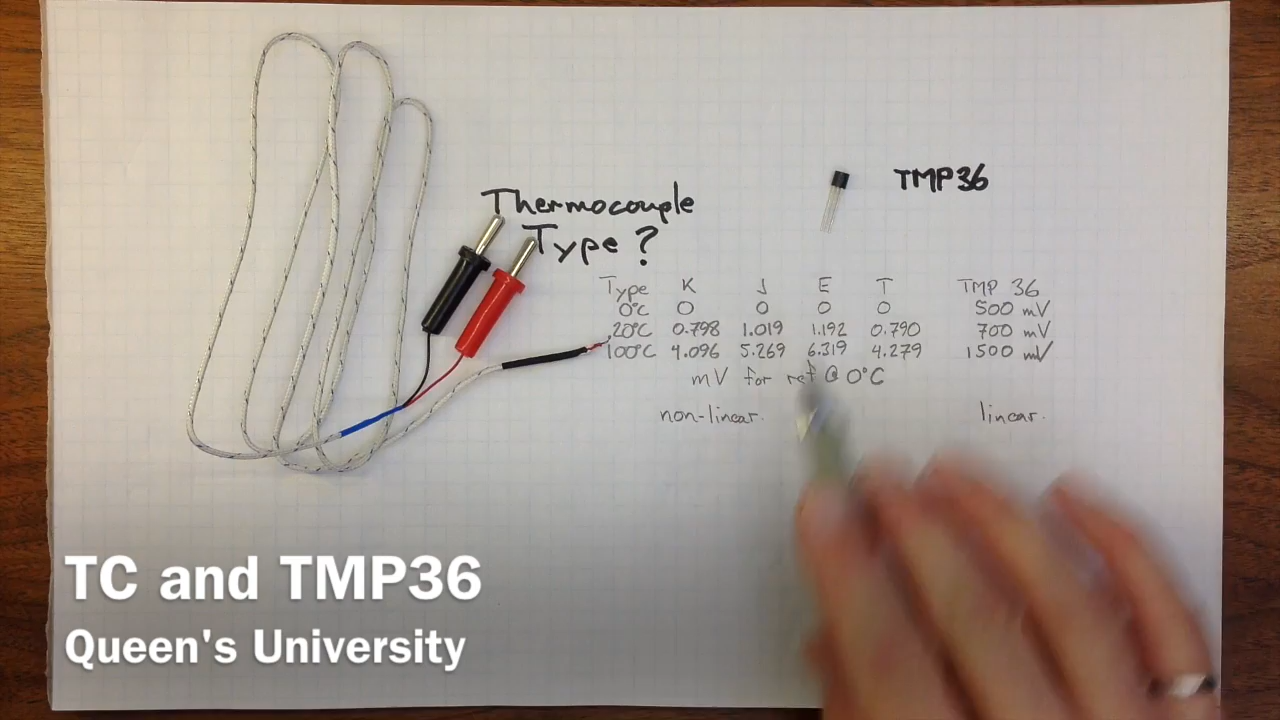 Thermocouple
Type ?
TMP36
Type K J E T TMP 36
0°C 0 0 0 0 500 mV
20°C 0.798 1.019 1.192 0.790 700 mV
100°C 4.096 5.269 6.319 4.279 1500 mV
mV for ref @ 0°C
non-linear. linear.
TC and TMP36
Queen's University